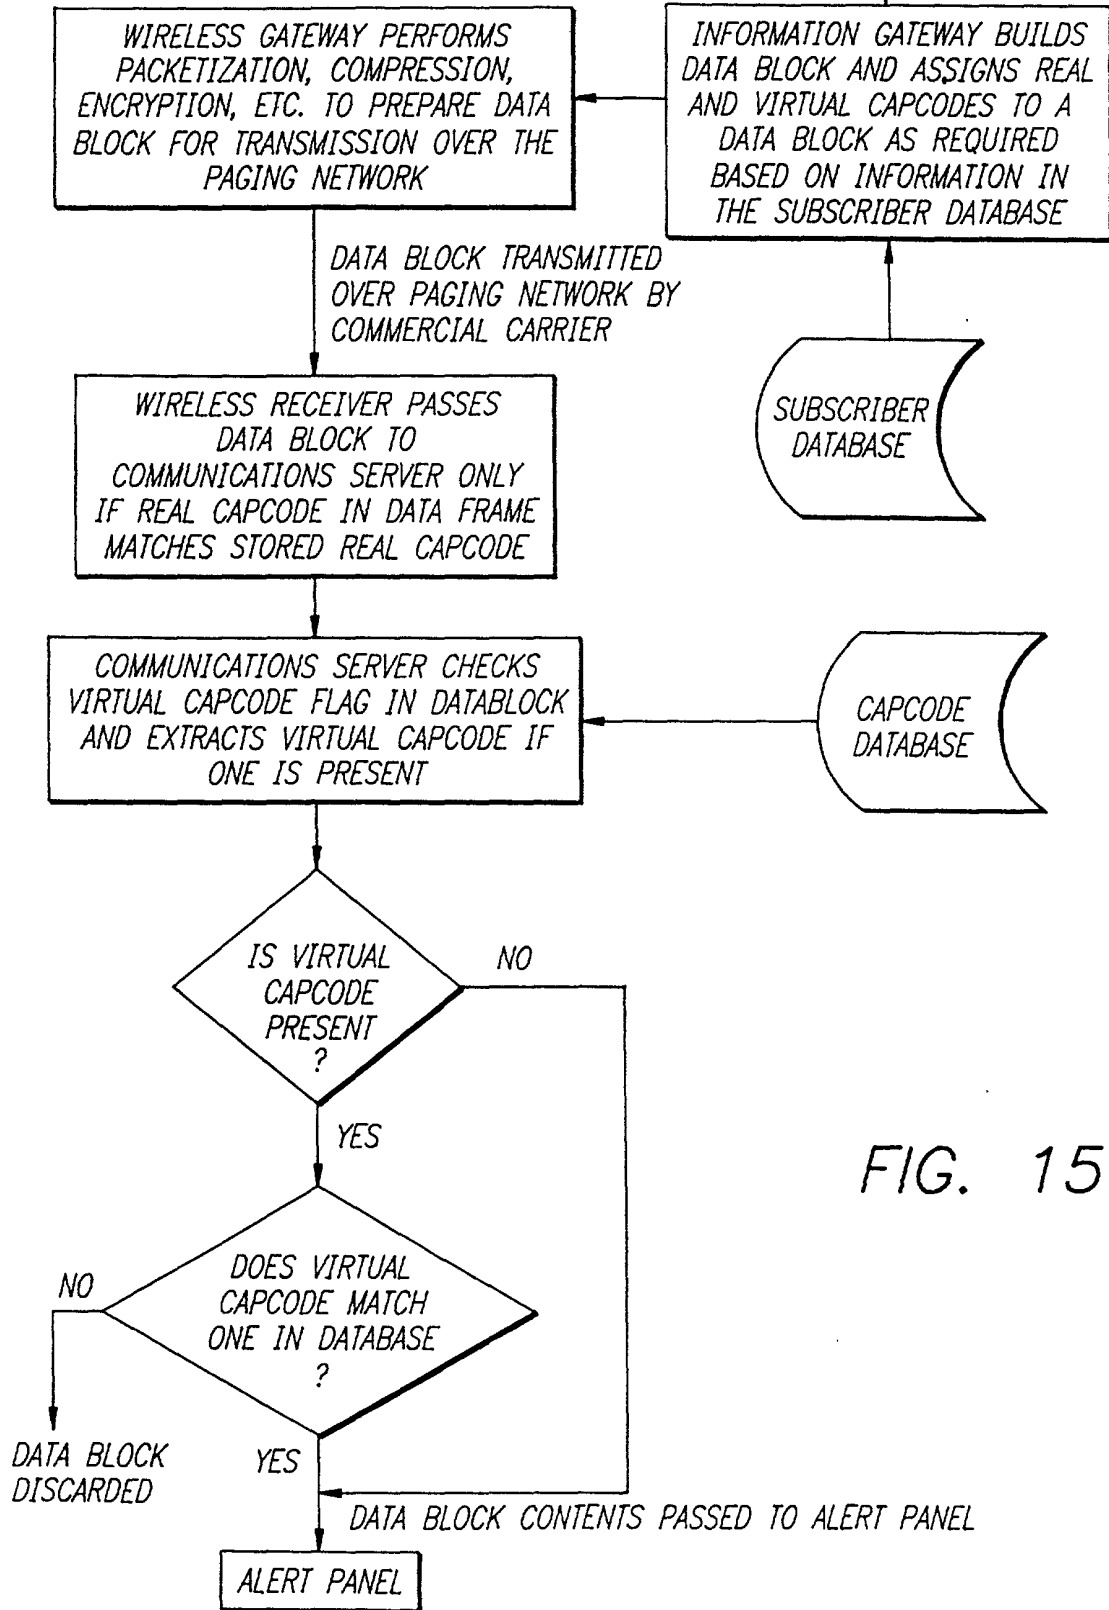 WIRELESS GATEWAY PERFORMS
PACKETIZATION, COMPRESSION,
ENCRYPTION, ETC. TO PREPARE DATA
BLOCK FOR TRANSMISSION OVER THE
PAGING NETWORK
INFORMATION GATEWAY BUILDS
DATA BLOCK AND ASSIGNS REAL
AND VIRTUAL CAPCODES TO A
DATA BLOCK AS REQUIRED
BASED ON INFORMATION IN
THE SUBSCRIBER DATABASE
DATA BLOCK TRANSMITTED
OVER PAGING NETWORK BY
COMMERCIAL CARRIER
SUBSCRIBER
DATABASE
WIRELESS RECEIVER PASSES
DATA BLOCK TO
COMMUNICATIONS SERVER ONLY
IF REAL CAPCODE IN DATA FRAME
MATCHES STORED REAL CAPCODE
COMMUNICATIONS SERVER CHECKS
VIRTUAL CAPCODE FLAG IN DATABLOCK
AND EXTRACTS VIRTUAL CAPCODE IF
ONE IS PRESENT
CAPCODE
DATABASE
IS VIRTUAL
CAPCODE
PRESENT
?
NO
YES
DOES VIRTUAL
CAPCODE MATCH
ONE IN DATABASE
?
NO
DATA BLOCK
DISCARDED
YES
DATA BLOCK CONTENTS PASSED TO ALERT PANEL
ALERT PANEL
FIG. 15